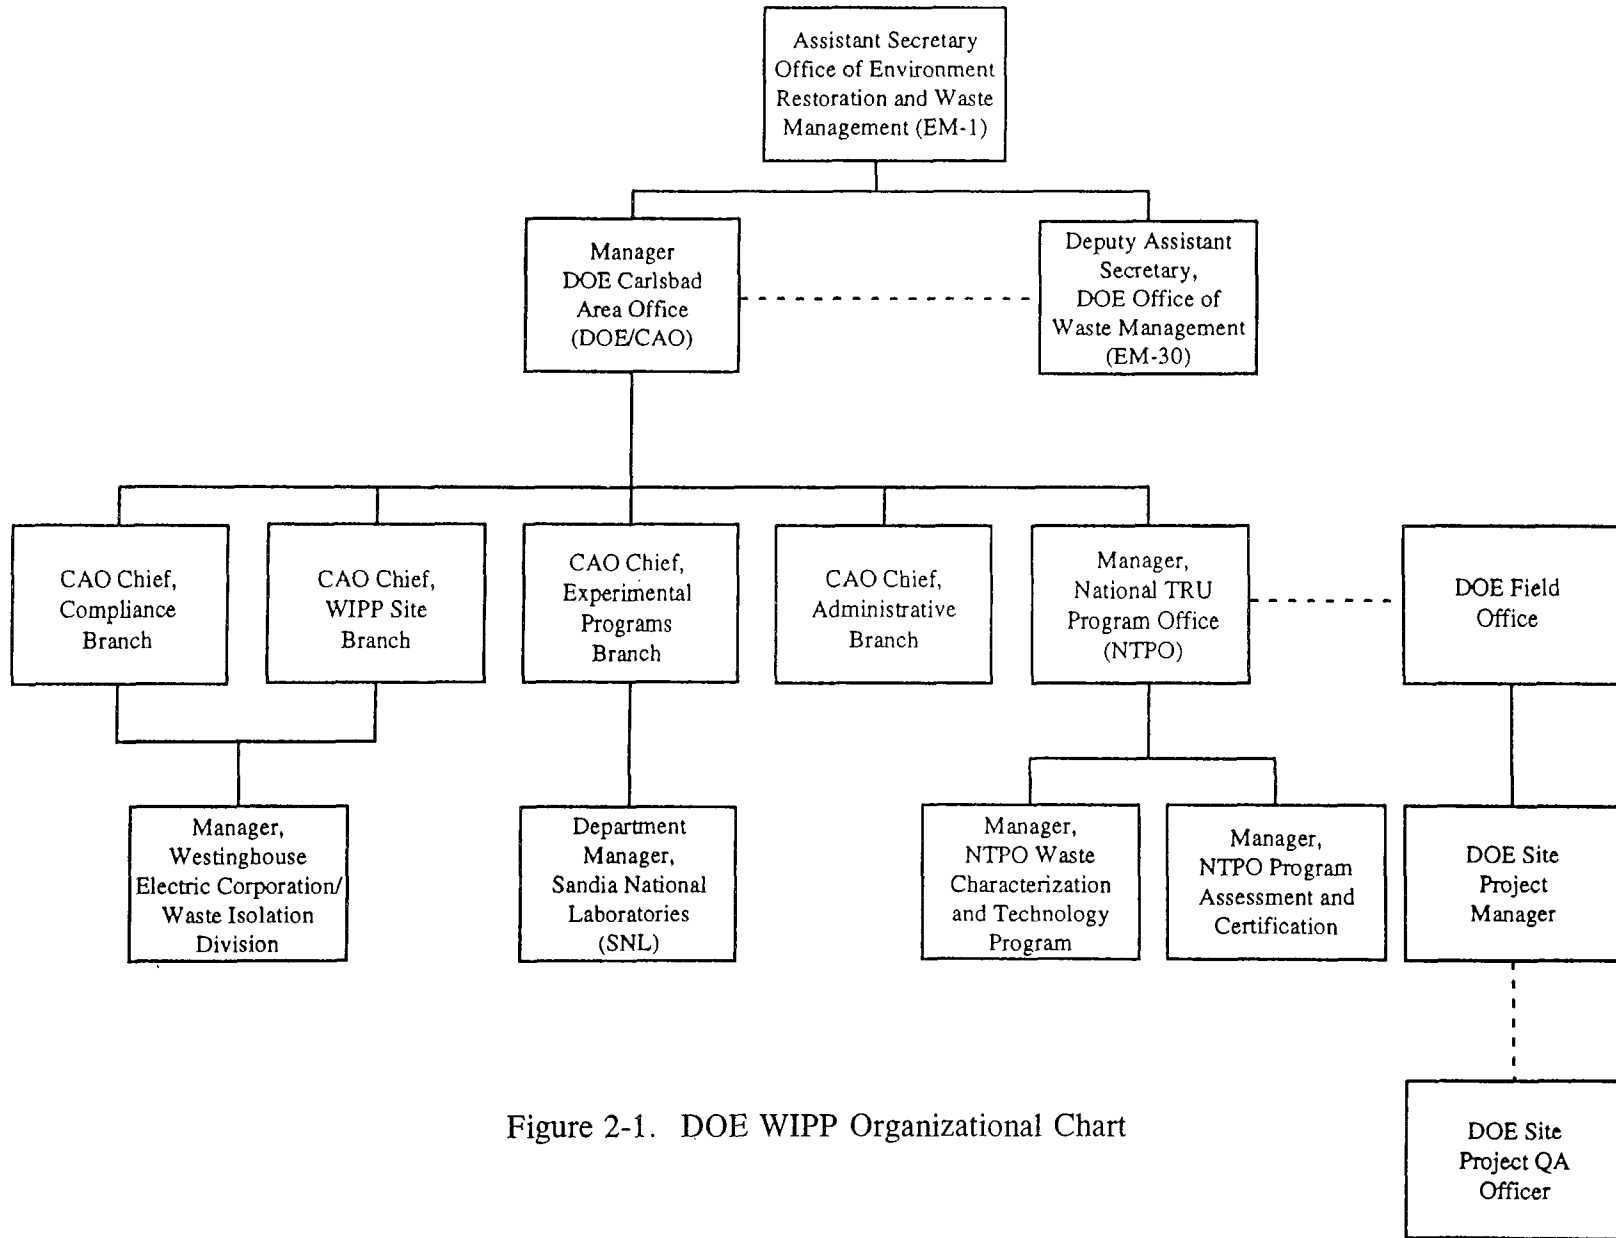 Assistant Secretary
Office of Environment
Restoration and Waste
Management (EM-1)
Manager
DOE Carlsbad
Area Office
(DOE/CAO)
Deputy Assistant
Secretary,
DOE Office of
Waste Management
(EM-30)
CAO Chief,
Compliance
Branch
CAO Chief,
WIPP Site
Branch
CAO Chief,
Experimental
Programs
Branch
CAO Chief,
Administrative
Branch
Manager,
National TRU
Program Office
(NTPO)
DOE Field
Office
Manager,
Westinghouse
Electric Corporation/
Waste Isolation
Division
Department
Manager,
Sandia National
Laboratories
(SNL)
Manager,
NTPO Waste
Characterization
and Technology
Program
Manager,
NTPO Program
Assessment and
Certification
DOE Site
Project
Manager
DOE Site
Project QA
Officer
Figure 2-1. DOE WIPP Organizational Chart